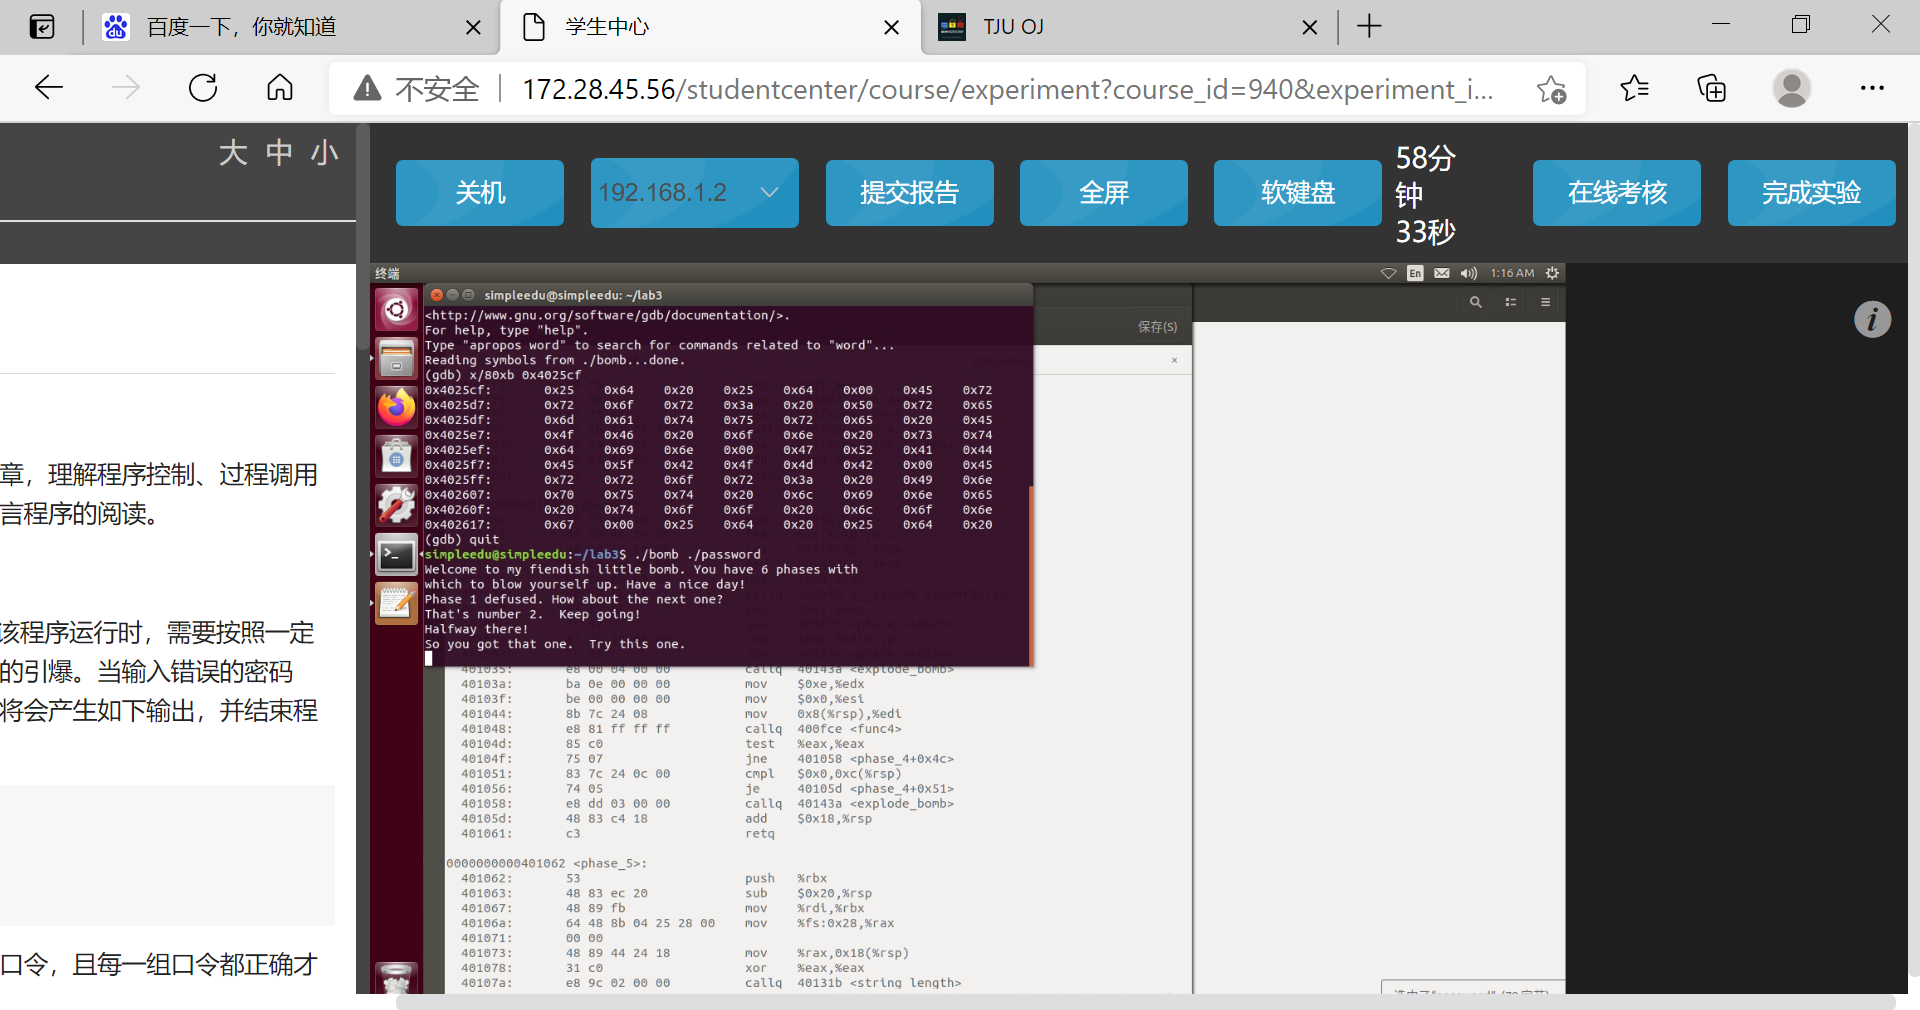 百度一下，你就知道
学生中心
TJU OJ
不安全
172.28.45.56/studentcenter/course/experiment?course_id=940&experiment_i...
大 中 小
关机
192.168.1.2
提交报告
全屏
软键盘
58分
钟
33秒
在线考核
完成实验
终端
En
1:16 AM
simpleedu@simpleedu: ~/lab3
保存(S)
<http://www.gnu.org/software/gdb/documentation/>.
For help, type "help".
Type "apropos word" to search for commands related to "word"...
Reading symbols from ./bomb...done.
(gdb) x/80xb 0x4025cf
0x4025cf: 0x25 0x64 0x20 0x25 0x64 0x00 0x45 0x72
0x4025d7: 0x72 0x6f 0x72 0x3a 0x20 0x50 0x72 0x65
0x4025df: 0x6d 0x61 0x74 0x75 0x72 0x65 0x20 0x45
0x4025e7: 0x4f 0x46 0x20 0x6f 0x6e 0x20 0x73 0x74
0x4025ef: 0x64 0x69 0x6e 0x00 0x47 0x52 0x41 0x44
0x4025f7: 0x45 0x5f 0x42 0x4f 0x4d 0x42 0x00 0x45
0x4025ff: 0x72 0x72 0x6f 0x72 0x3a 0x20 0x49 0x6e
0x402607: 0x70 0x75 0x74 0x20 0x6c 0x69 0x6e 0x65
0x40260f: 0x20 0x74 0x6f 0x6f 0x20 0x6c 0x6f 0x6e
0x402617: 0x67 0x00 0x25 0x64 0x20 0x25 0x64 0x20
(gdb) quit
simpleedu@simpleedu:~/lab3$ ./bomb ./password
Welcome to my fiendish little bomb. You have 6 phases with
which to blow yourself up. Have a nice day!
Phase 1 defused. How about the next one?
That's number 2.  Keep going!
Halfway there!
So you got that one.  Try this one.
401035: e8 00 04 00 00 callq 40143a <explode_bomb>
40103a: ba 0e 00 00 00 mov $0xe,%edx
40103f: be 00 00 00 00 mov $0x0,%esi
401044: 8b 7c 24 08 mov 0x8(%rsp),%edi
401048: e8 81 ff ff ff callq 400fce <func4>
40104d: 85 c0 test %eax,%eax
40104f: 75 07 jne 401058 <phase_4+0x4c>
401051: 83 7c 24 0c 00 cmpl $0x0,0xc(%rsp)
401056: 74 05 je 40105d <phase_4+0x51>
401058: e8 dd 03 00 00 callq 40143a <explode_bomb>
40105d: 48 83 c4 18 add $0x18,%rsp
401061: c3 retq
0000000000401062 <phase_5>:
401062: 53 push %rbx
401063: 48 83 ec 20 sub $0x20,%rsp
401067: 48 89 fb mov %rdi,%rbx
40106a: 64 48 8b 04 25 28 00 mov %fs:0x28,%rax
401071: 00 00
401073: 48 89 44 24 18 mov %rax,0x18(%rsp)
401078: 31 c0 xor %eax,%eax
40107a: e8 9c 02 00 00 callq 40131b <string_length>
章，理解程序控制、过程调用
言程序的阅读。
该程序运行时，需要按照一定
的引爆。当输入错误的密码
将会产生如下输出，并结束程
口令，且每一组口令都正确才